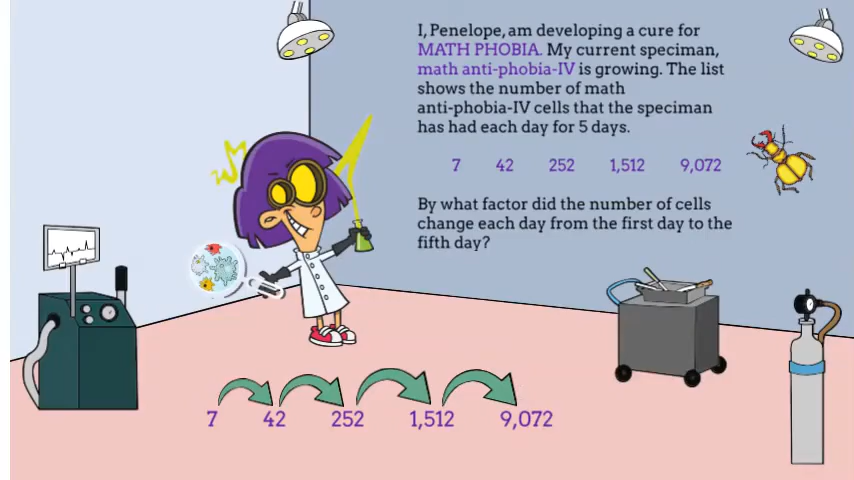 I, Penelope, am developing a cure for
MATH PHOBIA. My current speciman,
math anti-phobia-IV is growing. The list
shows the number of math
anti-phobia-IV cells that the speciman
has had each day for 5 days.
7 42 252 1,512 9,072
By what factor did the number of cells
change each day from the first day to the
fifth day?
7 42 252 1,512 9,072